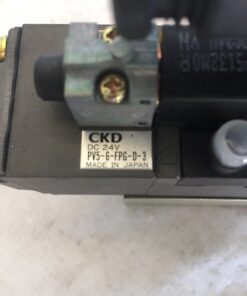 CKD
DC 24V
PV5-6-FPG-D-3
MADE IN JAPAN